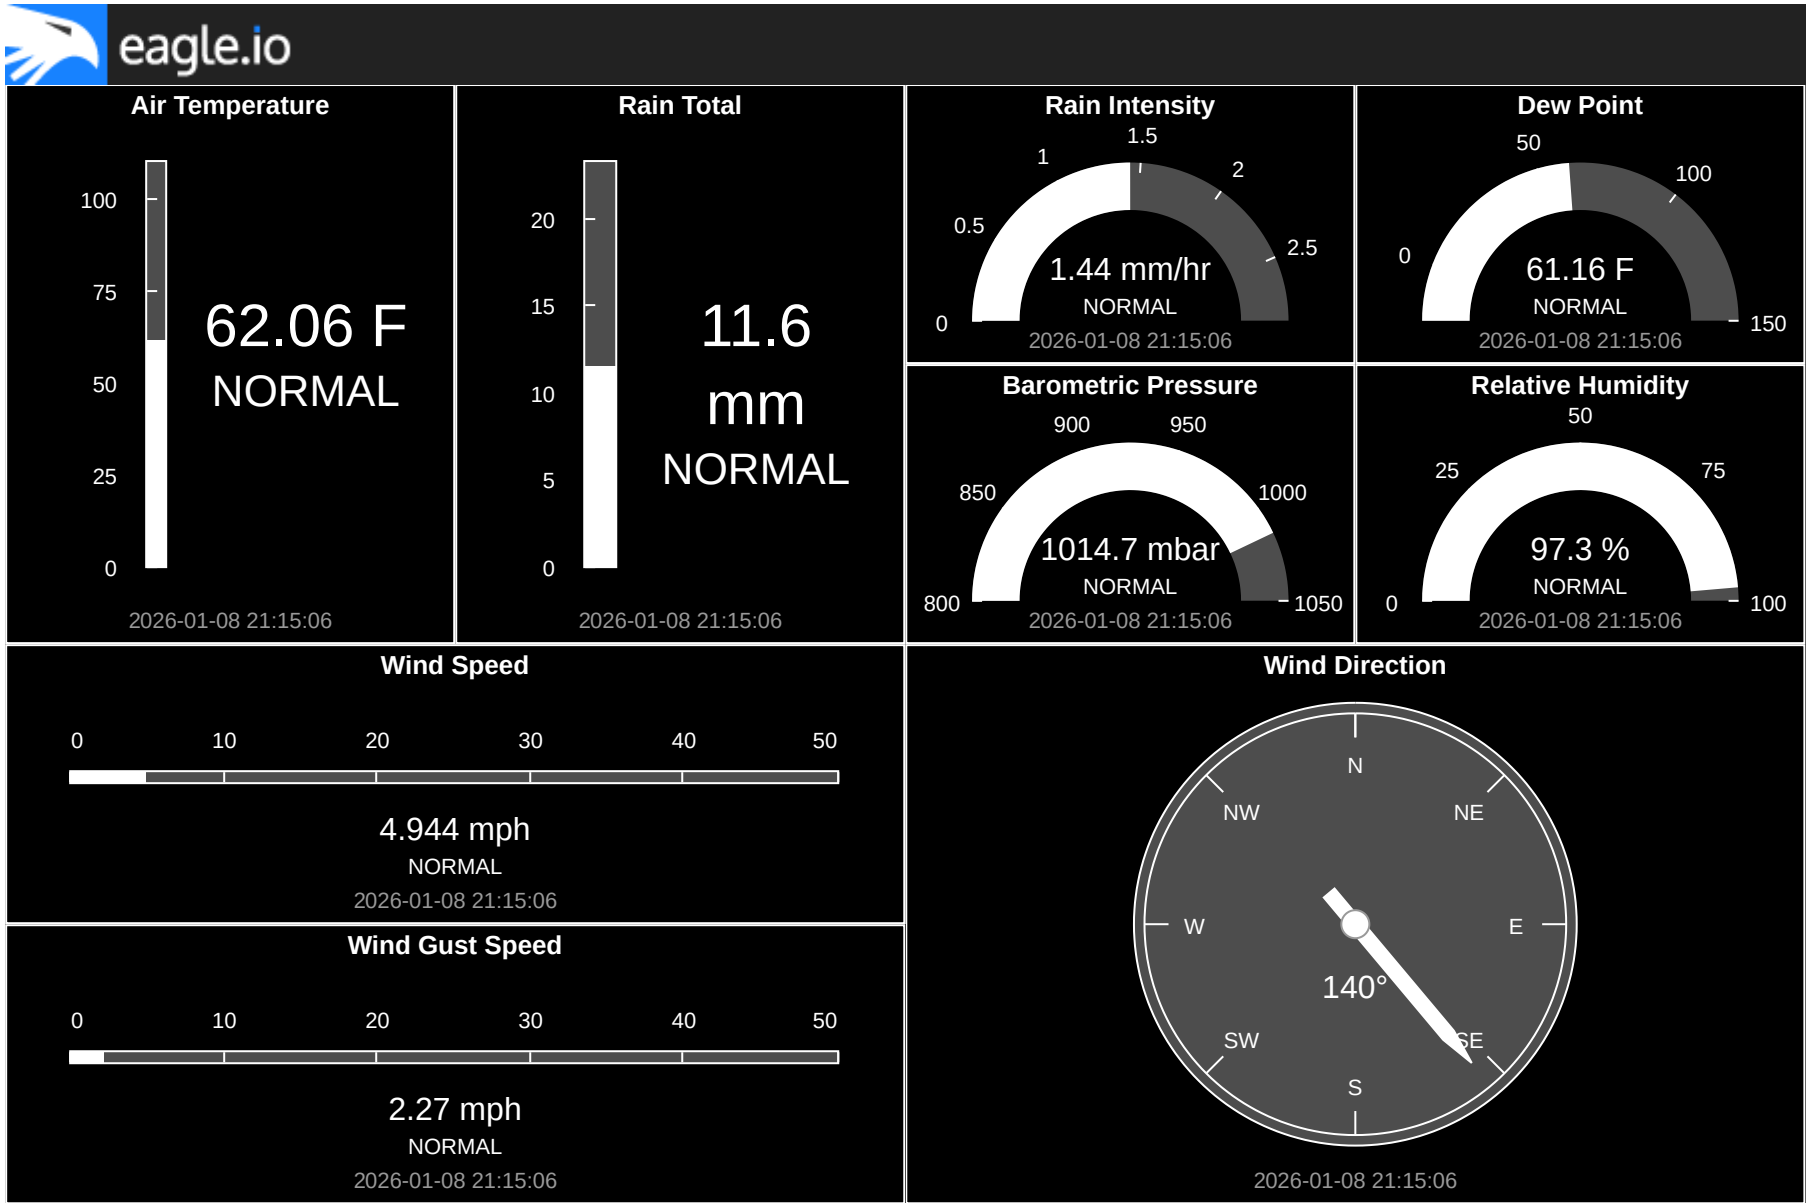 eagle.io
Air Temperature
100
75
50
25
0
62.06 F
NORMAL
2026-01-08 21:15:06
Rain Total
20
15
10
5
0
11.6
mm
NORMAL
2026-01-08 21:15:06
Rain Intensity
0
0.5
1
1.5
2
2.5
1.44 mm/hr
NORMAL
2026-01-08 21:15:06
Dew Point
0
50
100
150
61.16 F
NORMAL
2026-01-08 21:15:06
Barometric Pressure
800
850
900
950
1000
1050
1014.7 mbar
NORMAL
2026-01-08 21:15:06
Relative Humidity
0
25
50
75
100
97.3 %
NORMAL
2026-01-08 21:15:06
Wind Speed
0 10 20 30 40 50
4.944 mph
NORMAL
2026-01-08 21:15:06
Wind Gust Speed
0 10 20 30 40 50
2.27 mph
NORMAL
2026-01-08 21:15:06
Wind Direction
N
NW NE
W E
140°
SW SE
S
2026-01-08 21:15:06